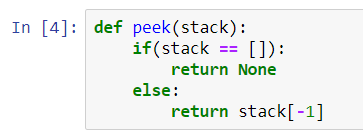 In [4]: def peek(stack):
    if(stack == []):
        return None
    else:
        return stack[-1]